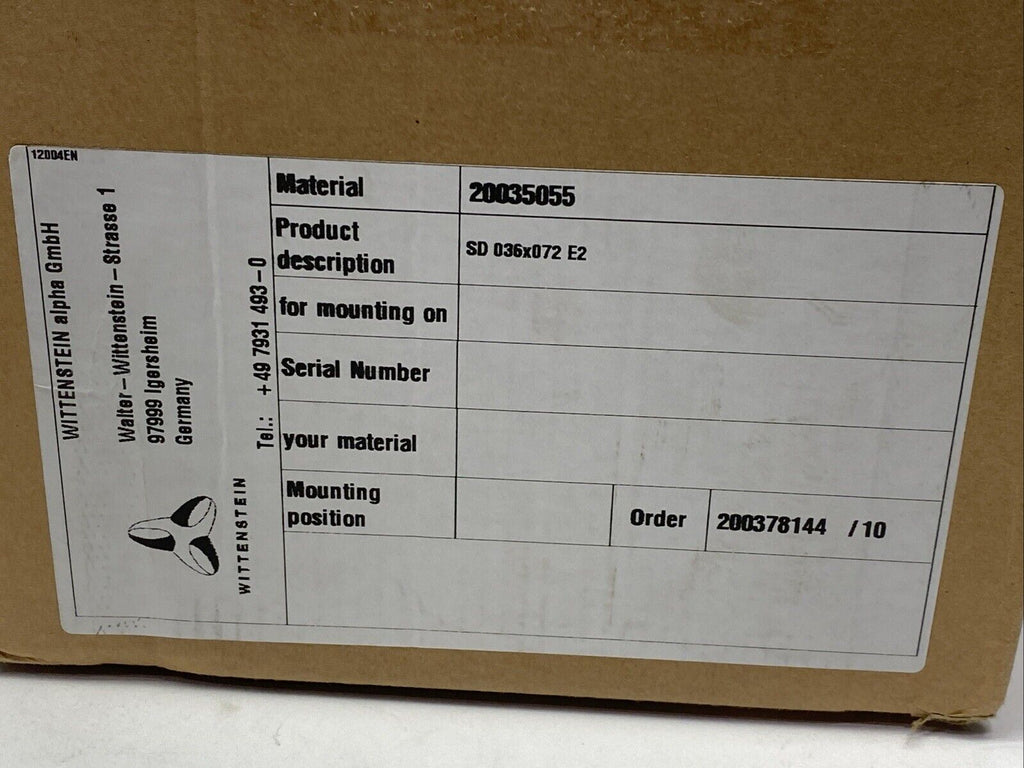 12004EN
WITTENSTEIN alpha GmbH
Walter-Wittenstein-Strasse 1
97999 Igersheim
Germany
Tel.: +49 7931 493-0
WITTENSTEIN
Material 20035055
Product
description SD 036x072 E2
for mounting on
Serial Number
your material
Mounting
position
Order 200378144 /10